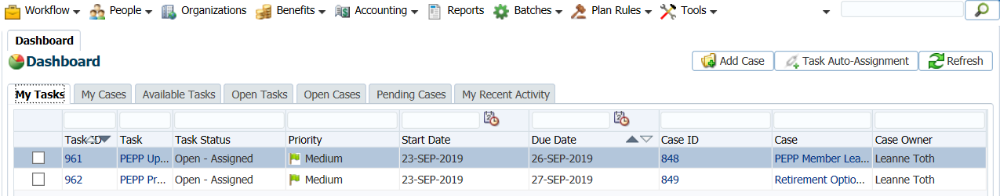 Workflow People Organizations Benefits Accounting Reports Batches Plan Rules Tools
Dashboard
Dashboard Add Case Task Auto-Assignment Refresh
My Tasks My Cases Available Tasks Open Tasks Open Cases Pending Cases My Recent Activity
Task ID Task Task Status Priority Start Date Due Date Case ID Case Case Owner
961 PEPP Up... Open - Assigned Medium 23-SEP-2019 26-SEP-2019 848 PEPP Member Lea... Leanne Toth
962 PEPP Pr... Open - Assigned Medium 23-SEP-2019 27-SEP-2019 849 Retirement Optio... Leanne Toth